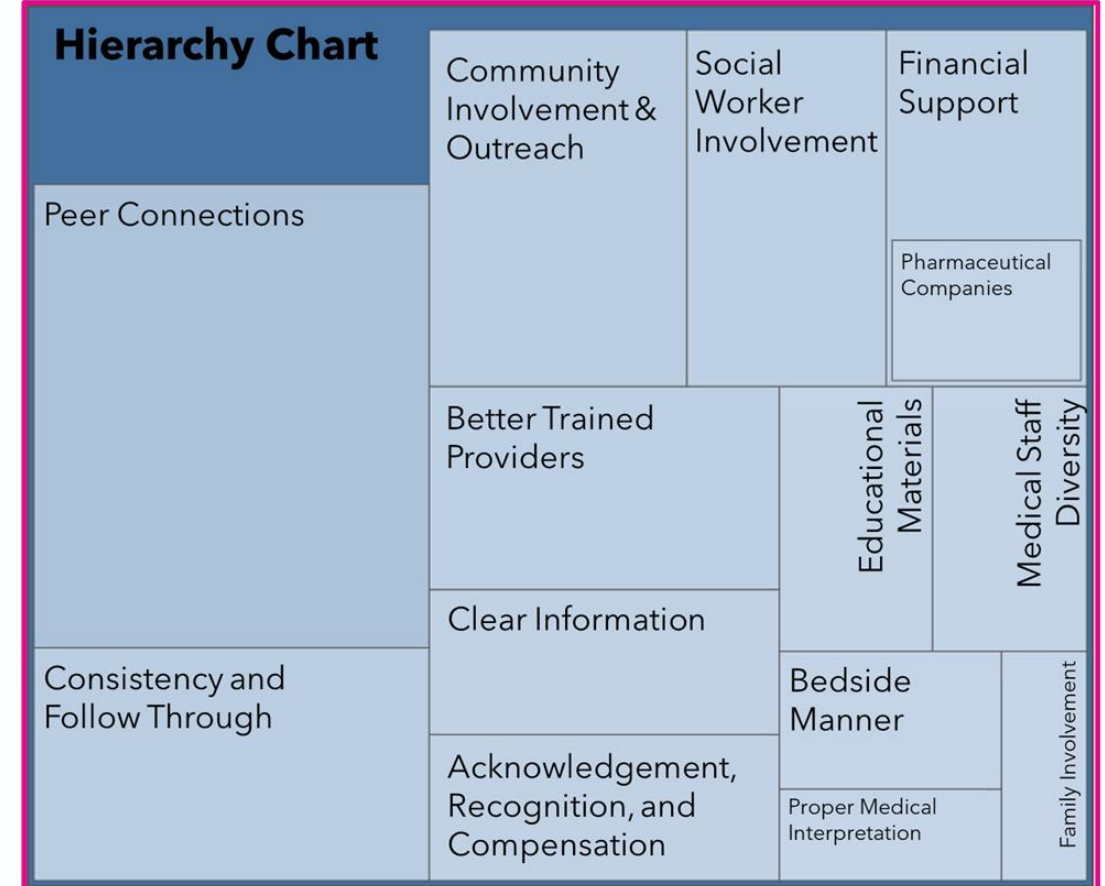 Hierarchy Chart
Peer Connections
Consistency and
Follow Through
Community
Involvement &
Outreach
Social
Worker
Involvement
Financial
Support
Pharmaceutical
Companies
Better Trained
Providers
Clear Information
Acknowledgement,
Recognition, and
Compensation
Educational
Materials
Medical Staff
Diversity
Bedside
Manner
Proper Medical
Interpretation
Family Involvement